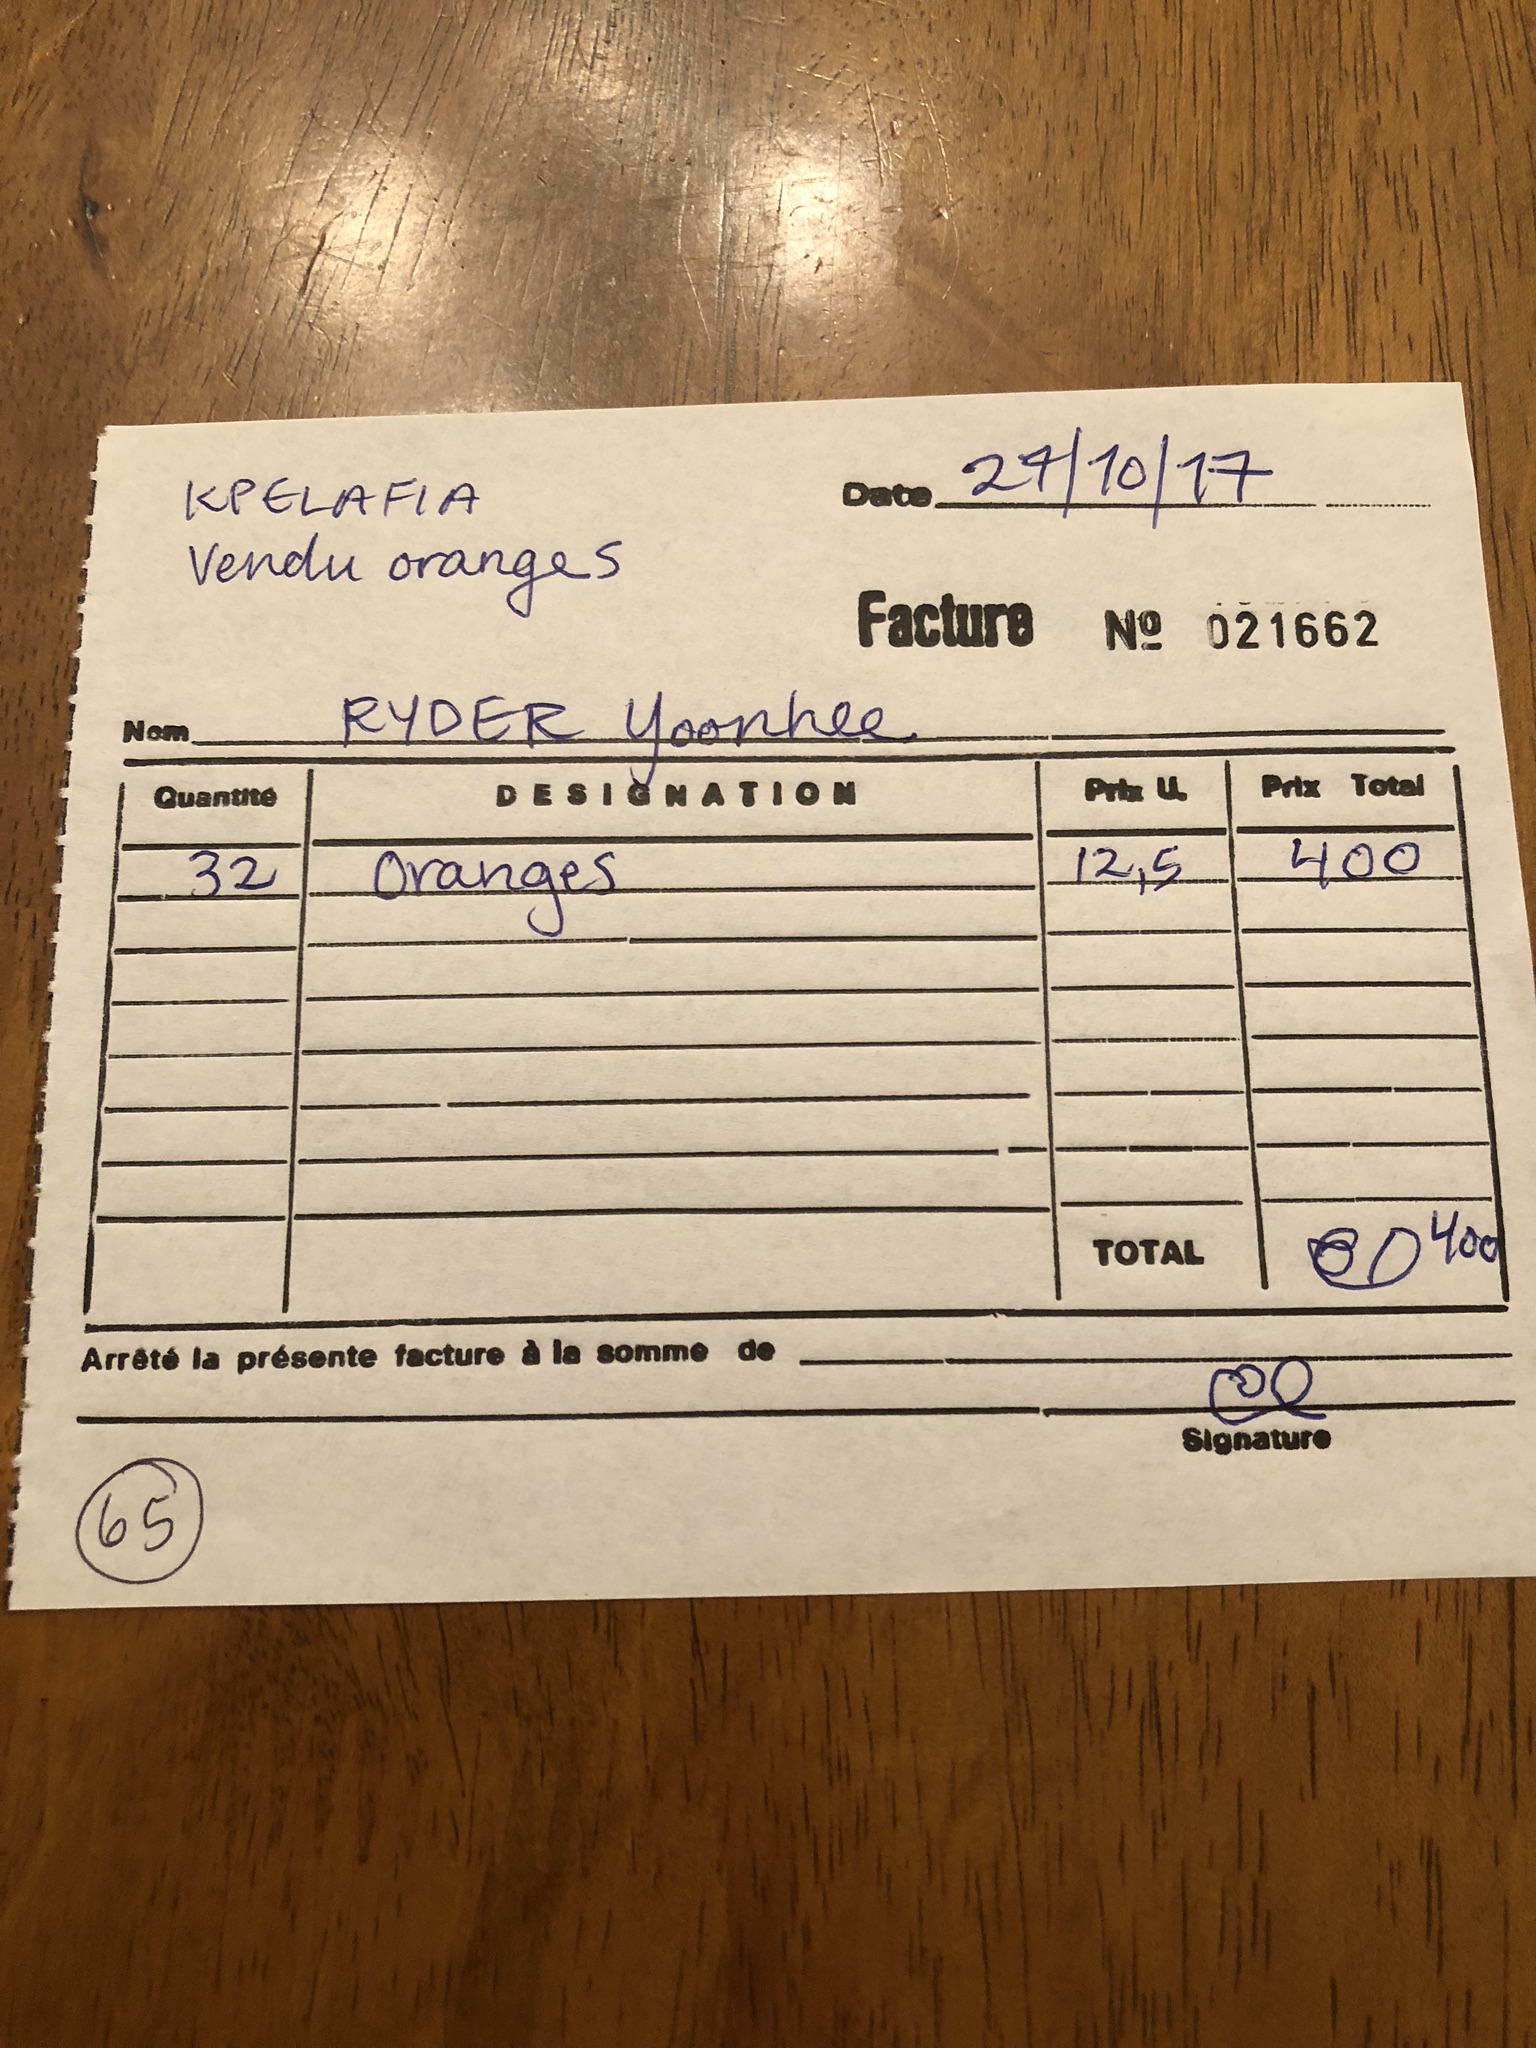 KPELAFIA
Date 27/10/17
Vendu oranges
Facture Nº 021662
Nom RYDER Yoonhee
Quantité DESIGNATION Prix U. Prix Total
32 Oranges 12,5 400
TOTAL 400
Arrêté la présente facture à la somme de
Signature
65